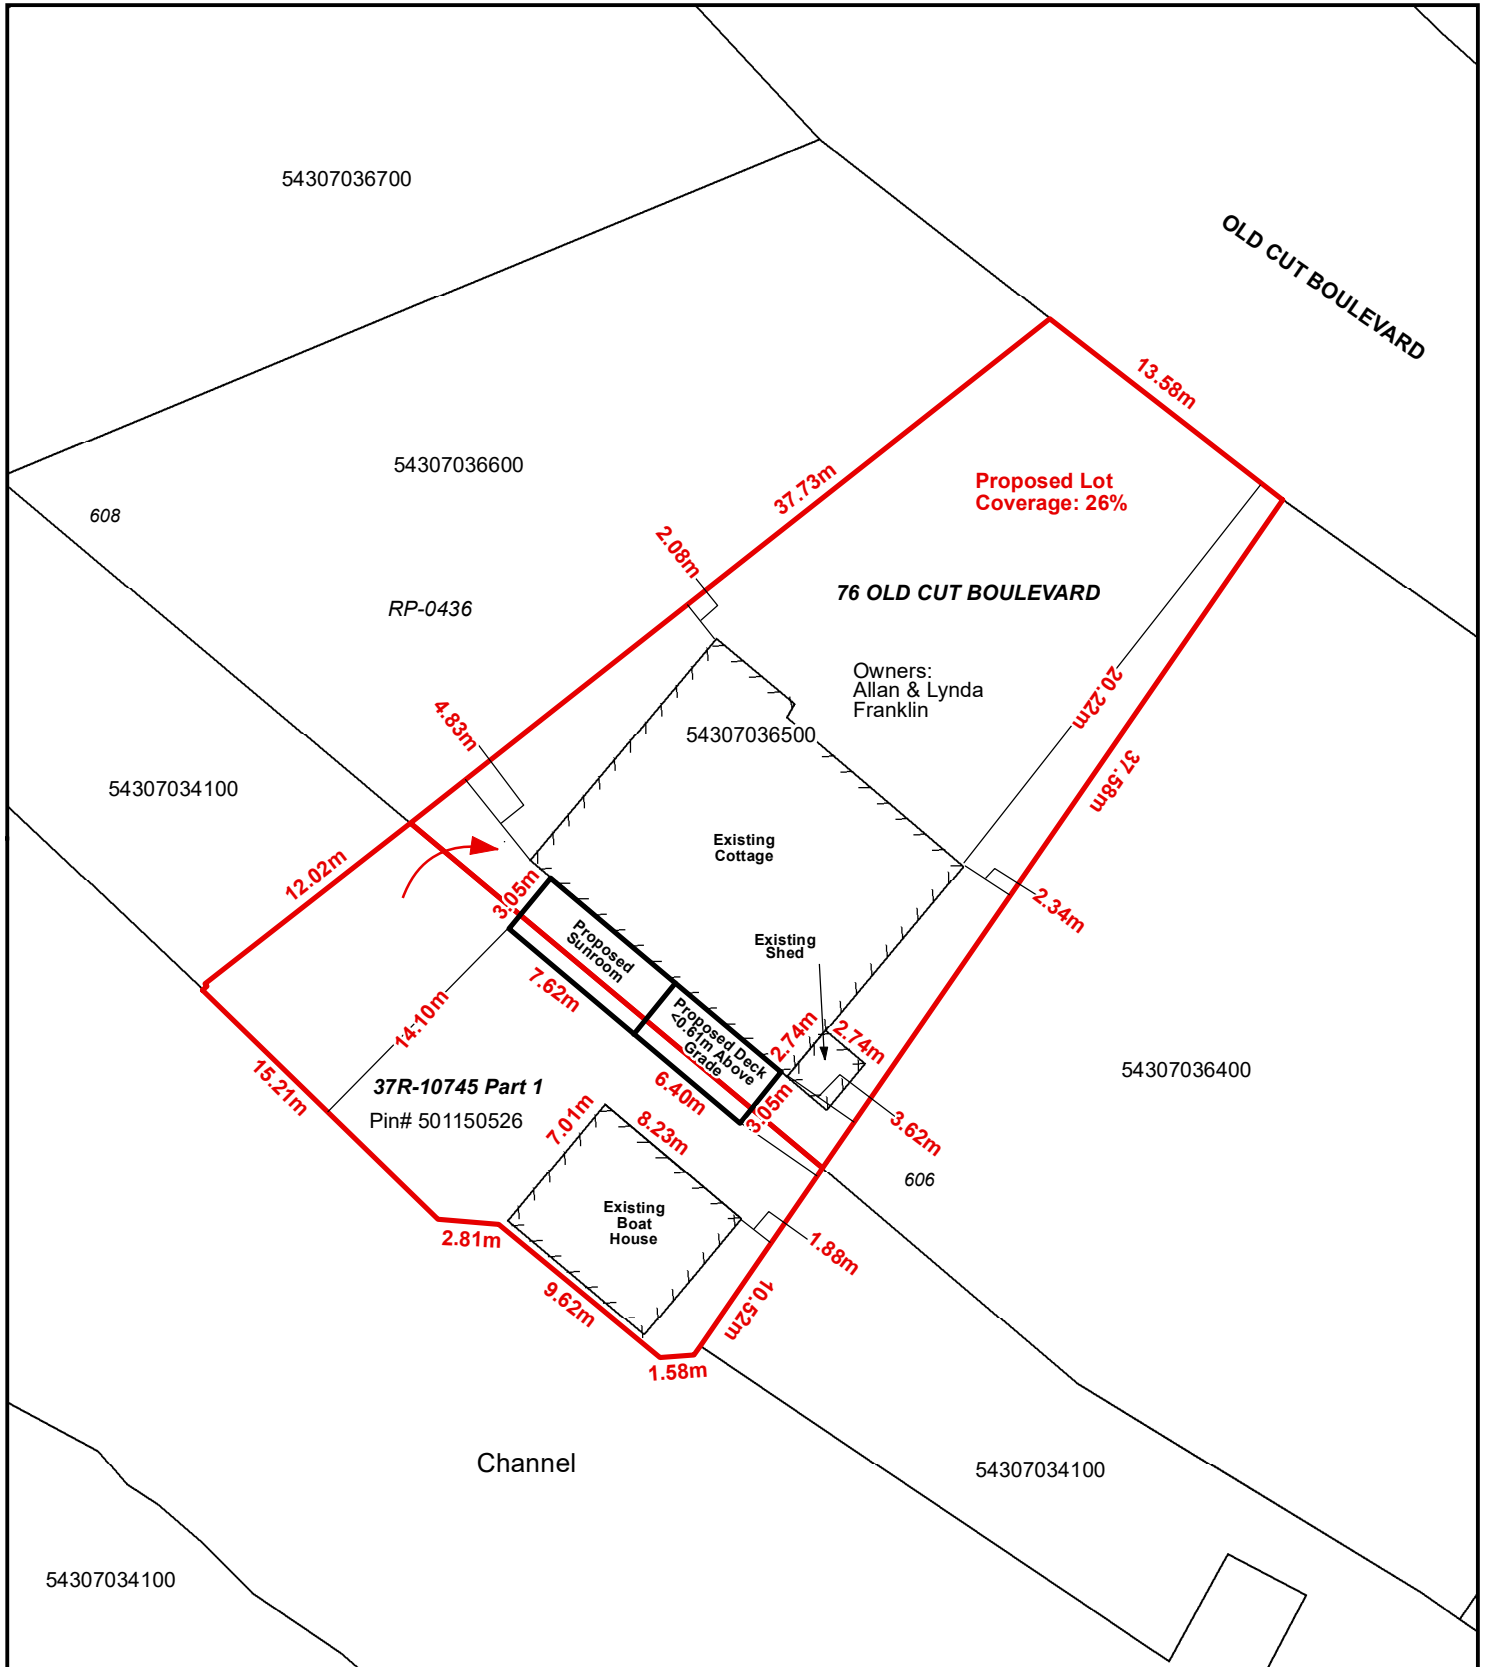 54307036700
OLD CUT BOULEVARD
13.58m
54307036600
37.73m
Proposed Lot
Coverage: 26%
608
2.08m
76 OLD CUT BOULEVARD
RP-0436
Owners:
Allan & Lynda
Franklin
20.22m
4.83m
54307036500
37.58m
54307034100
Existing
Cottage
12.02m
3.05m
2.34m
Proposed
Sunroom
Existing
Shed
7.62m
14.10m
Proposed Deck
<0.61m Above
Grade
2.74m
2.74m
54307036400
15.21m
37R-10745 Part 1
Pin# 501150526
6.40m
3.05m
3.62m
7.01m
8.23m
606
Existing
Boat
House
2.81m
1.88m
9.62m
10.52m
1.58m
Channel
54307034100
54307034100